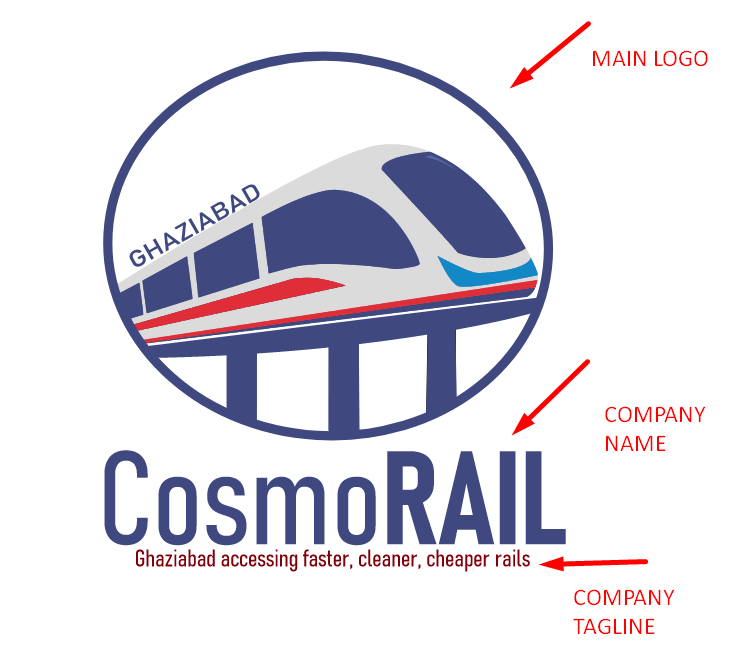 MAIN LOGO
GHAZIABAD
COMPANY
NAME
CosmoRAIL
Ghaziabad accessing faster, cleaner, cheaper rails
COMPANY
TAGLINE